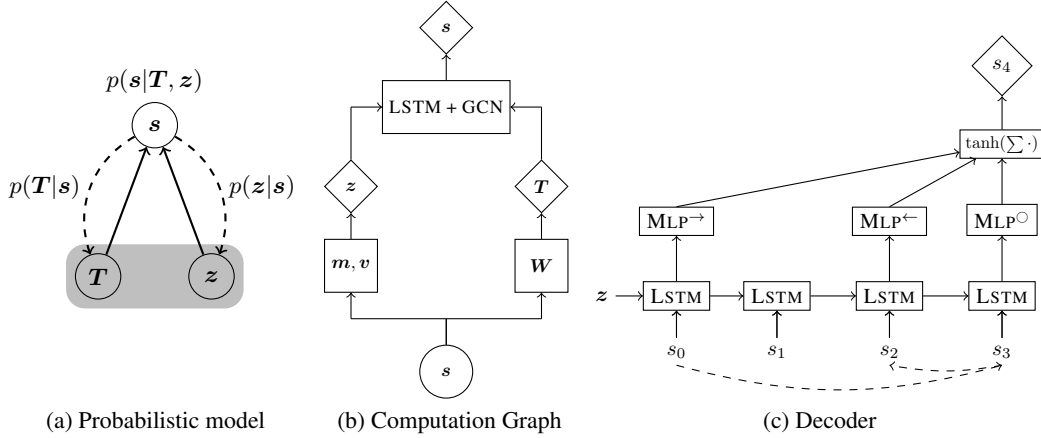 p(s|T, z)
s
p(T|s)
p(z|s)
T
z
(a) Probabilistic model
s
LSTM + GCN
z
T
m, v
W
s
(b) Computation Graph
s₄
tanh(∑ ·)
MLP→ MLP← MLP○
z LSTM LSTM LSTM LSTM
s₀ s₁ s₂ s₃
(c) Decoder